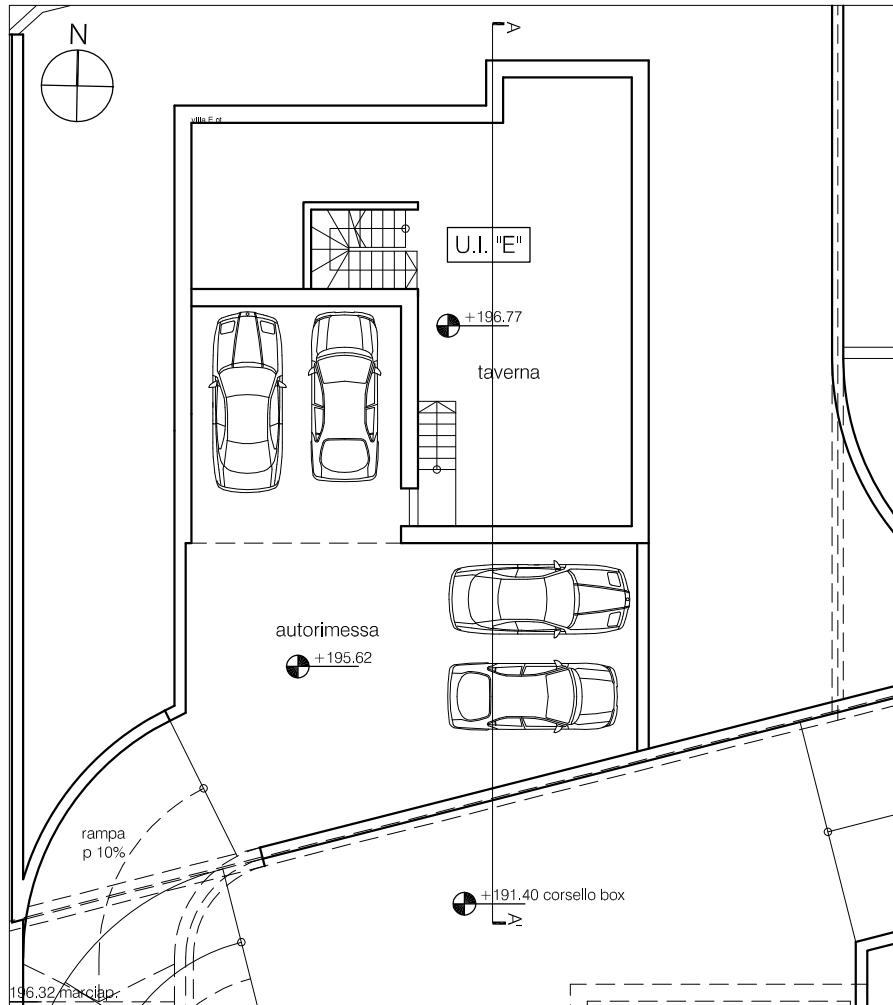 A
N
villa E pt
U.I. "E"
+196.77
taverna
autorimessa
+195.62
rampa
p 10%
+191.40 corsello box
A'
196.32 marciap.